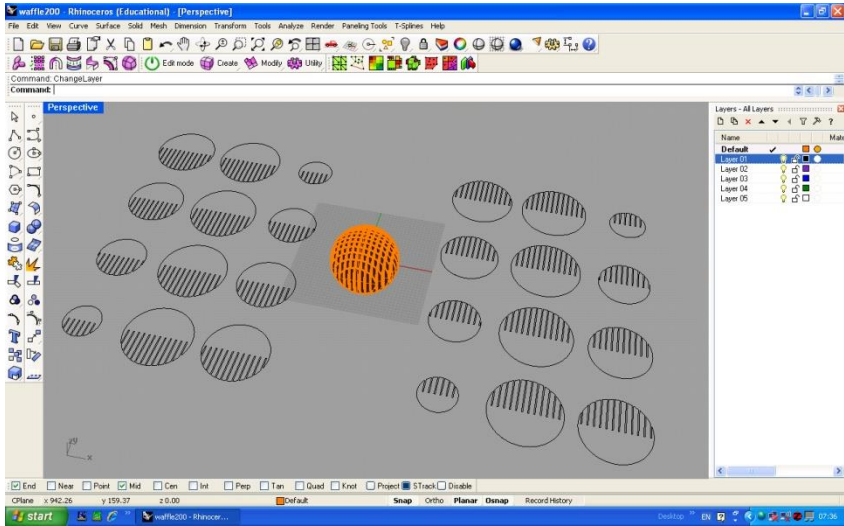 waffle200 - Rhinoceros (Educational) - [Perspective]
File Edit View Curve Surface Solid Mesh Dimension Transform Tools Analyze Render Paneling Tools T-Splines Help
Edit mode Create Modify Utility
Command: ChangeLayer
Command:
Perspective
Layers - All Layers
Name Mate
Default
Layer 01
Layer 02
Layer 03
Layer 04
Layer 05
y
x
End Near Point Mid Cen Int Perp Tan Quad Knot Project STrack Disable
CPlane x 942.26 y 159.37 z 0.00 Default Snap Ortho Planar Osnap Record History
start waffle200 - Rhinocer... Desktop EN 07:36